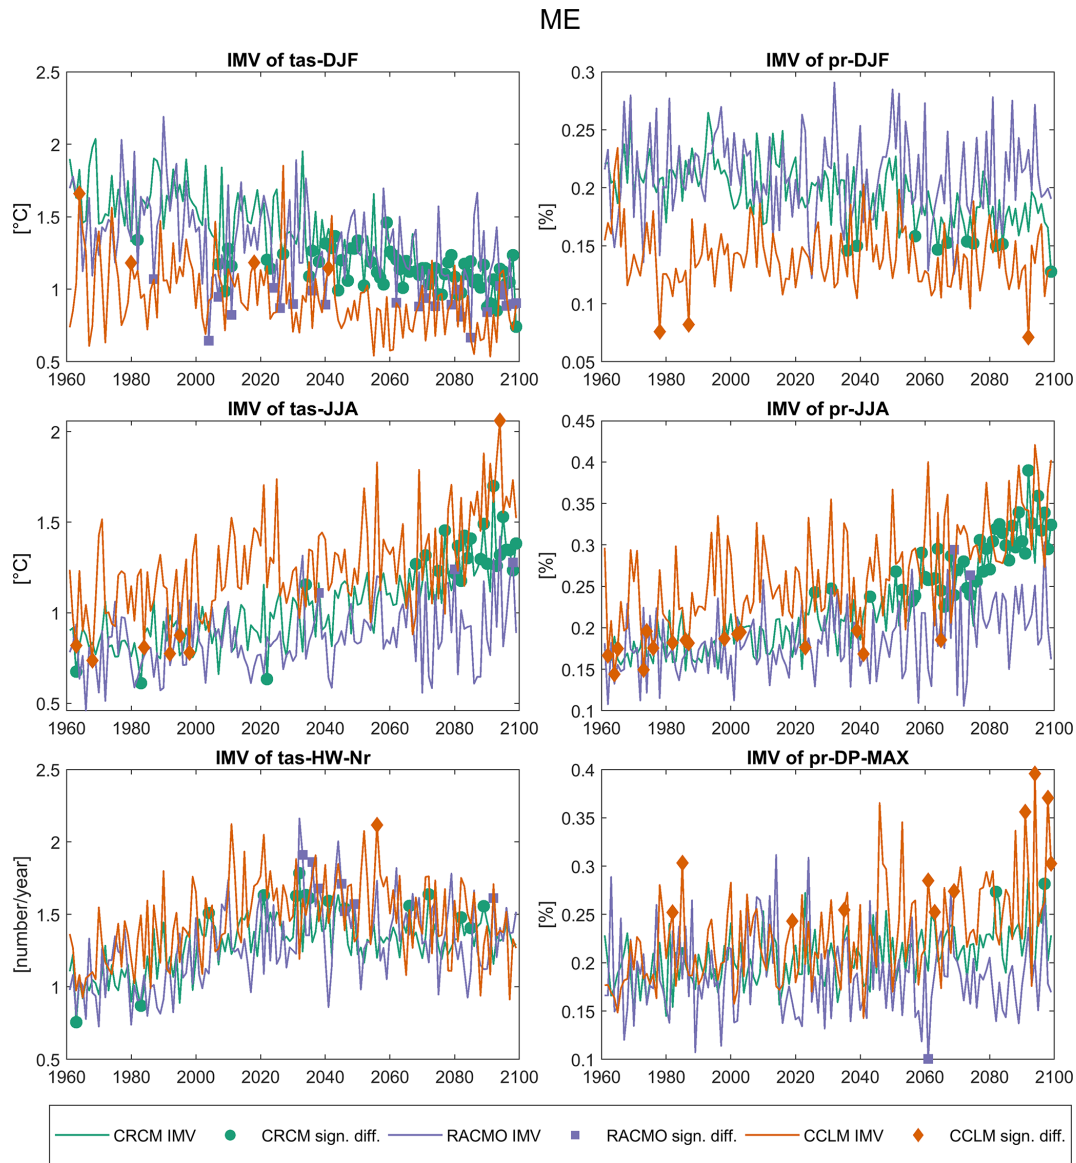 ME
IMV of tas-DJF
2.5
2
1.5
1
0.5
[°C]
1960 1980 2000 2020 2040 2060 2080 2100
IMV of pr-DJF
0.3
0.25
0.2
0.15
0.1
0.05
[%]
1960 1980 2000 2020 2040 2060 2080 2100
IMV of tas-JJA
2
1.5
1
0.5
[°C]
1960 1980 2000 2020 2040 2060 2080 2100
IMV of pr-JJA
0.45
0.4
0.35
0.3
0.25
0.2
0.15
0.1
[%]
1960 1980 2000 2020 2040 2060 2080 2100
IMV of tas-HW-Nr
2.5
2
1.5
1
0.5
[number/year]
1960 1980 2000 2020 2040 2060 2080 2100
IMV of pr-DP-MAX
0.4
0.35
0.3
0.25
0.2
0.15
0.1
[%]
1960 1980 2000 2020 2040 2060 2080 2100
CRCM IMV CRCM sign. diff. RACMO IMV RACMO sign. diff. CCLM IMV CCLM sign. diff.